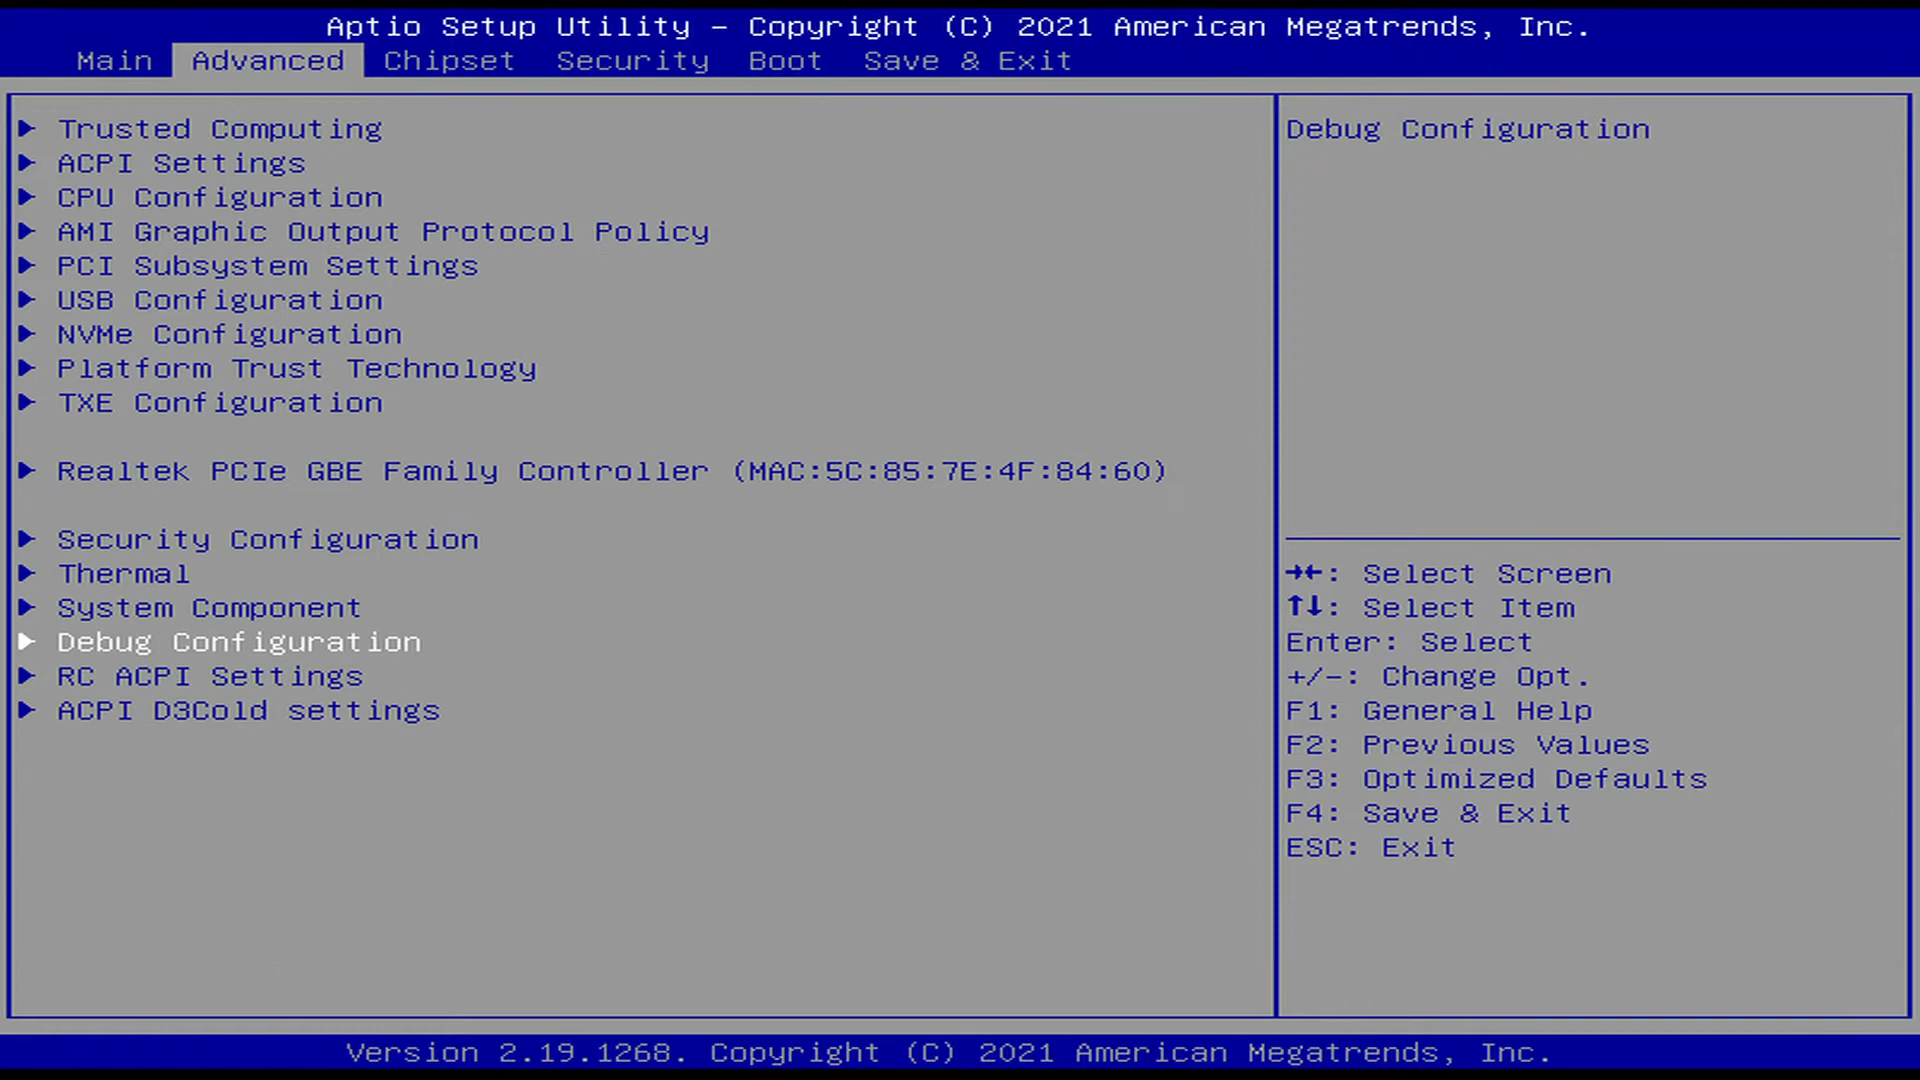 Aptio Setup Utility – Copyright (C) 2021 American Megatrends, Inc.
Main Advanced Chipset Security Boot Save & Exit
► Trusted Computing
► ACPI Settings
► CPU Configuration
► AMI Graphic Output Protocol Policy
► PCI Subsystem Settings
► USB Configuration
► NVMe Configuration
► Platform Trust Technology
► TXE Configuration
► Realtek PCIe GBE Family Controller (MAC:5C:85:7E:4F:84:60)
► Security Configuration
► Thermal
► System Component
► Debug Configuration
► RC ACPI Settings
► ACPI D3Cold settings
Debug Configuration
→←: Select Screen
↑↓: Select Item
Enter: Select
+/-: Change Opt.
F1: General Help
F2: Previous Values
F3: Optimized Defaults
F4: Save & Exit
ESC: Exit
Version 2.19.1268. Copyright (C) 2021 American Megatrends, Inc.